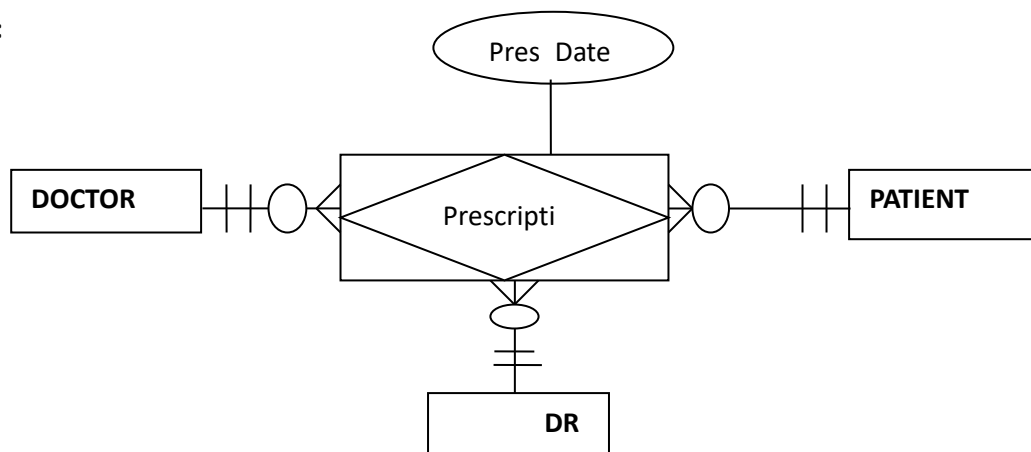 :
Pres Date
DOCTOR
Prescripti
PATIENT
DR